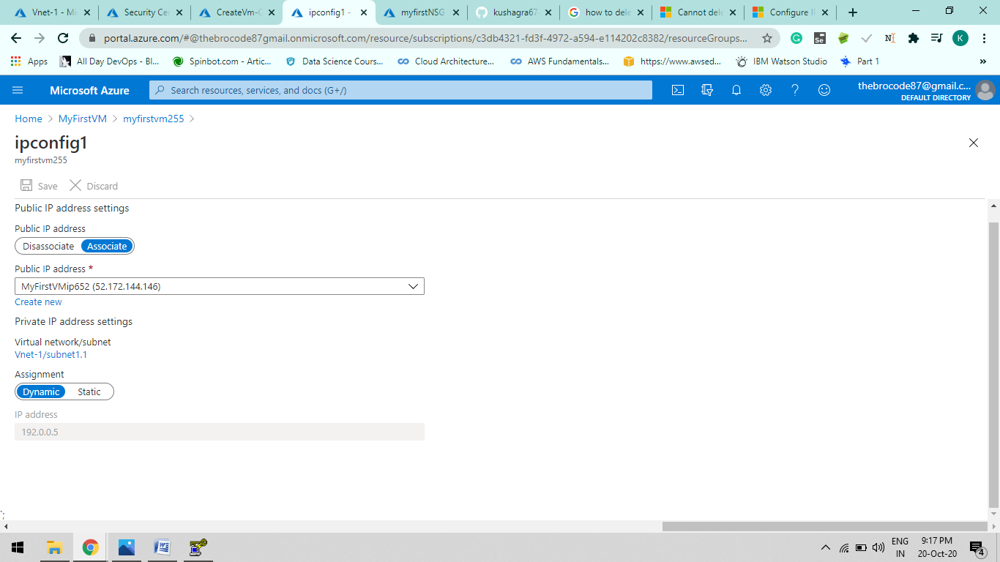 Vnet-1 - Mi
Security Cen
CreateVm-C
ipconfig1 -
myfirstNSG
kushagra67
how to dele
Cannot dele
Configure IP
portal.azure.com/#@thebrocode87gmail.onmicrosoft.com/resource/subscriptions/c3db4321-fd3f-4972-a594-e114202c8382/resourceGroups...
K
Apps
All Day DevOps - Bl...
Spinbot.com - Artic...
Data Science Cours...
Cloud Architecture...
AWS Fundamentals...
https://www.awsed...
IBM Watson Studio
Part 1
»
Microsoft Azure
Search resources, services, and docs (G+/)
thebrocode87@gmail.c...
DEFAULT DIRECTORY
Home > MyFirstVM > myfirstvm255 >
ipconfig1
myfirstvm255
Save
Discard
Public IP address settings
Public IP address
Disassociate Associate
Public IP address *
MyFirstVMip652 (52.172.144.146)
Create new
Private IP address settings
Virtual network/subnet
Vnet-1/subnet1.1
Assignment
Dynamic Static
IP address
192.0.0.5
`;
ENG
IN
9:17 PM
20-Oct-20
4